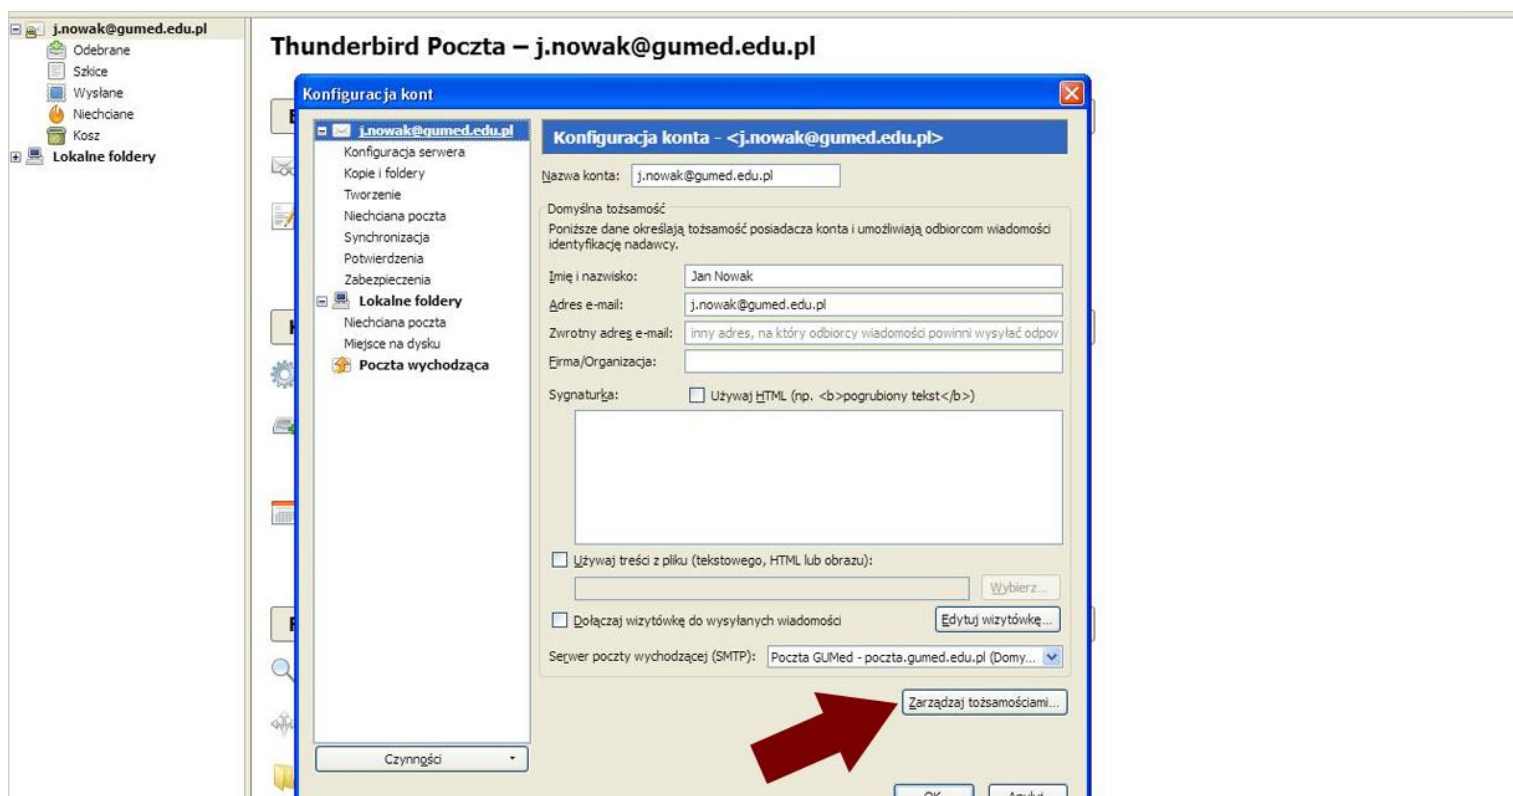 j.nowak@gumed.edu.pl
Odebrane
Szkice
Wysłane
Niechciane
Kosz
Lokalne foldery
Thunderbird Poczta – j.nowak@gumed.edu.pl
Konfiguracja kont
j.nowak@gumed.edu.pl
Konfiguracja serwera
Kopie i foldery
Tworzenie
Niechciana poczta
Synchronizacja
Potwierdzenia
Zabezpieczenia
Lokalne foldery
Niechciana poczta
Miejsce na dysku
Poczta wychodząca
Czynności
Konfiguracja konta - <j.nowak@gumed.edu.pl>
Nazwa konta: j.nowak@gumed.edu.pl
Domyślna tożsamość
Poniższe dane określają tożsamość posiadacza konta i umożliwiają odbiorcom wiadomości
identyfikację nadawcy.
Imię i nazwisko: Jan Nowak
Adres e-mail: j.nowak@gumed.edu.pl
Zwrotny adres e-mail: inny adres, na który odbiorcy wiadomości powinni wysyłać odpov
Firma/Organizacja:
Sygnaturka: Używaj HTML (np. <b>pogrubiony tekst</b>)
Używaj treści z pliku (tekstowego, HTML lub obrazu):
Wybierz...
Dołączaj wizytówkę do wysyłanych wiadomości Edytuj wizytówkę...
Serwer poczty wychodzącej (SMTP): Poczta GUMed - poczta.gumed.edu.pl (Domy...
Zarządzaj tożsamościami...
OK Anuluj